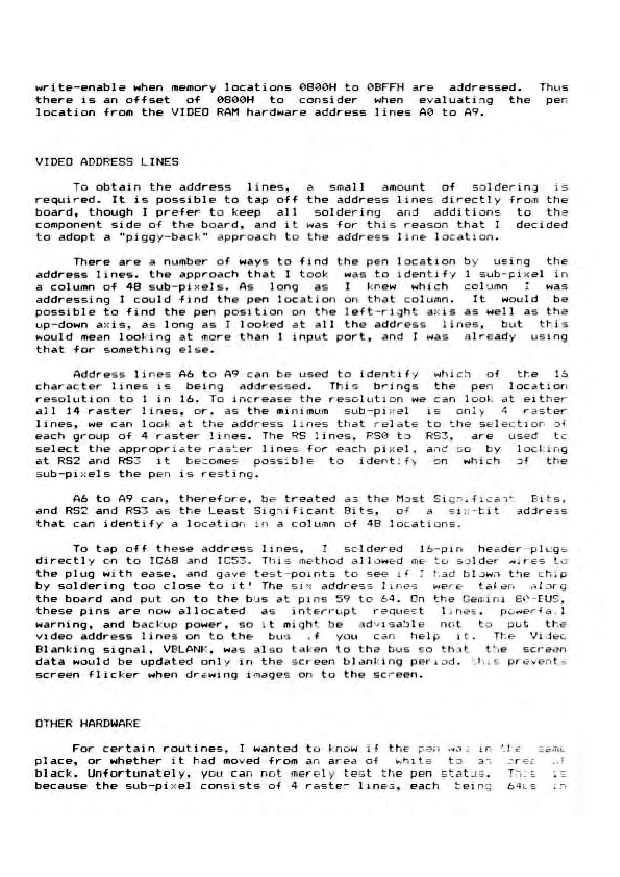 write-enable when memory locations 0800H to 0BFFH are addressed. Thus
there is an offset of 0800H to consider when evaluating the pen
location from the VIDEO RAM hardware address lines A0 to A9.
VIDEO ADDRESS LINES
To obtain the address lines, a small amount of soldering is
required. It is possible to tap off the address lines directly from the
board, though I prefer to keep all soldering and additions to the
component side of the board, and it was for this reason that I decided
to adopt a "piggy-back" approach to the address line location.
There are a number of ways to find the pen location by using the
address lines. the approach that I took was to identify 1 sub-pixel in
a column of 48 sub-pixels. As long as I knew which column I was
addressing I could find the pen location on that column. It would be
possible to find the pen position on the left-right axis as well as the
up-down axis, as long as I looked at all the address lines, but this
would mean looking at more than 1 input port, and I was already using
that for something else.
Address lines A6 to A9 can be used to identify which of the 16
character lines is being addressed. This brings the pen location
resolution to 1 in 16. To increase the resolution we can look at either
all 14 raster lines, or, as the minimum sub-pixel is only 4 raster
lines, we can look at the address lines that relate to the selection of
each group of 4 raster lines. The RS lines, RS0 to RS3, are used to
select the appropriate raster lines for each pixel, and so by looking
at RS2 and RS3 it becomes possible to identify on which of the
sub-pixels the pen is resting.
A6 to A9 can, therefore, be treated as the Most Significant Bits,
and RS2 and RS3 as the Least Significant Bits, of a six-bit address
that can identify a location in a column of 48 locations.
To tap off these address lines, I soldered 16-pin header-plugs
directly on to IC68 and IC53. This method allowed me to solder wires to
the plug with ease, and gave test-points to see if I had blown the chip
by soldering too close to it! The six address lines were taken along
the board and put on to the bus at pins 59 to 64. On the Gemini 80-BUS,
these pins are now allocated as interrupt request lines, powerfail
warning, and backup power, so it might be advisable not to put the
video address lines on to the bus if you can help it. The Video
Blanking signal, VBLANK, was also taken to the bus so that the screen
data would be updated only in the screen blanking period. this prevents
screen flicker when drawing images on to the screen.
OTHER HARDWARE
For certain routines, I wanted to know if the pen was in the same
place, or whether it had moved from an area of white to an area of
black. Unfortunately, you can not merely test the pen status. This is
because the sub-pixel consists of 4 raster lines, each being 64us in